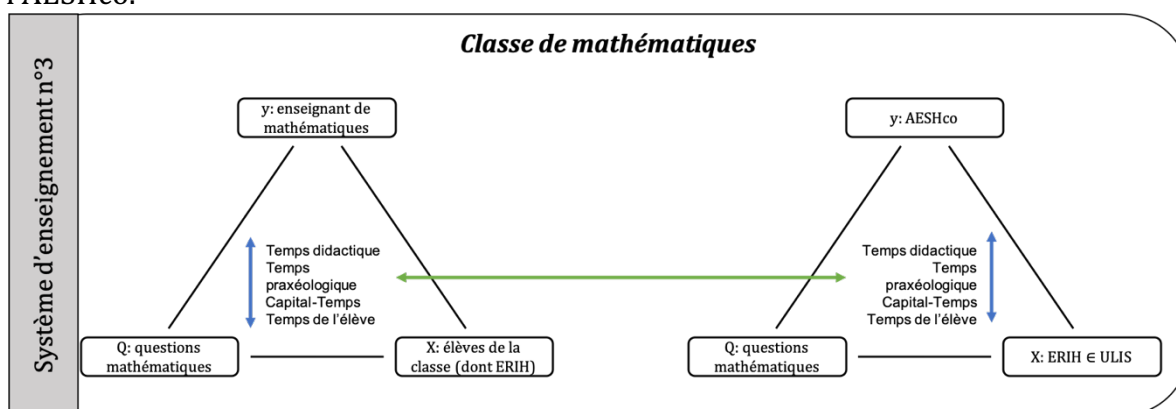 l'AESHco.
Classe de mathématiques
Système d'enseignement n°3
y: enseignant de
mathématiques
y: AESHco
Temps didactique
Temps
praxéologique
Capital-Temps
Temps de l'élève
Temps didactique
Temps
praxéologique
Capital-Temps
Temps de l'élève
Q: questions
mathématiques
X: élèves de la
classe (dont ERIH)
Q: questions
mathématiques
X: ERIH ∈ ULIS